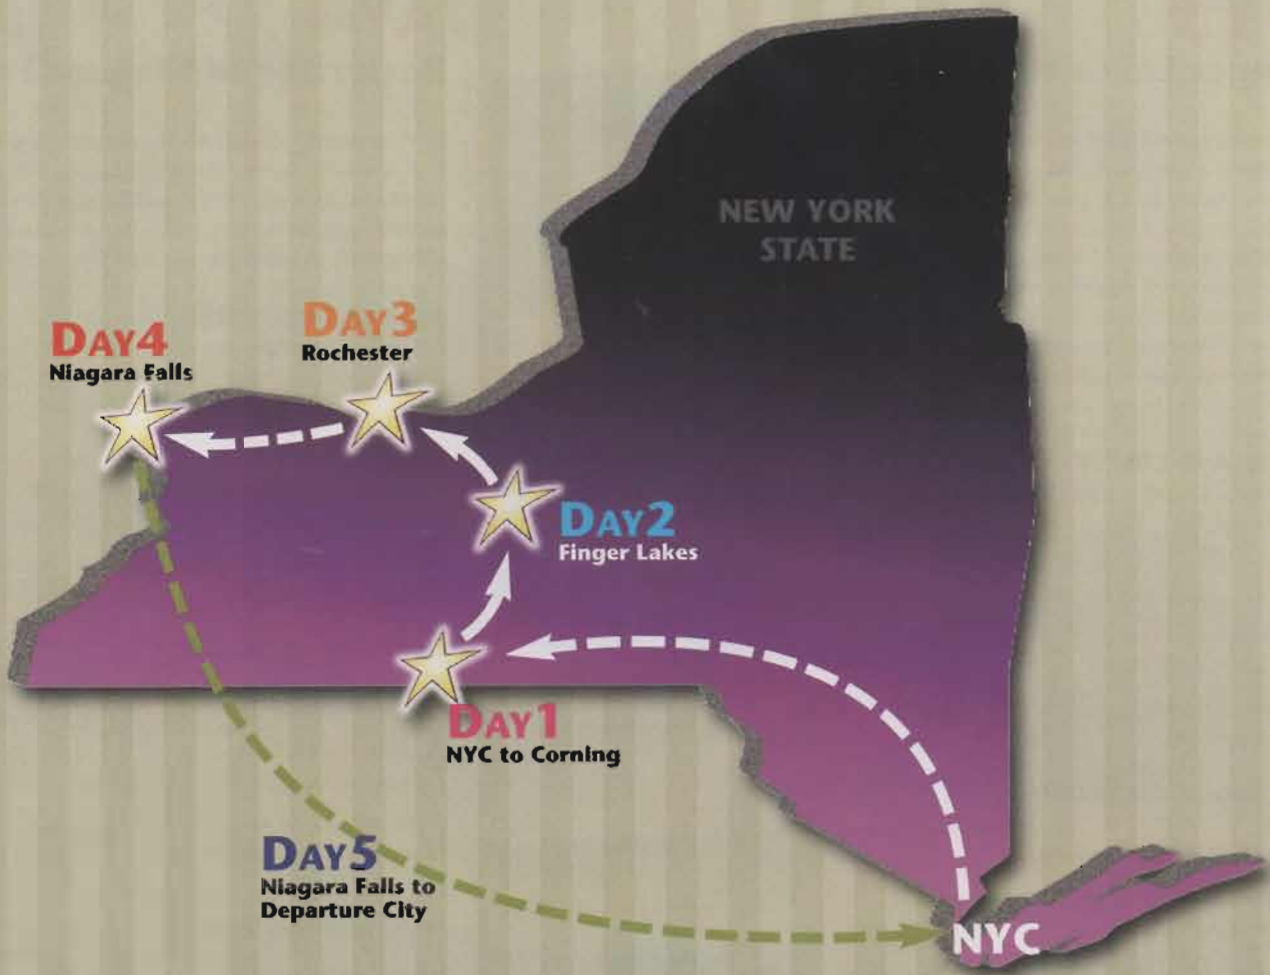 NEW YORK
STATE
DAY4
Niagara Falls
DAY3
Rochester
DAY2
Finger Lakes
DAY1
NYC to Corning
DAY5
Niagara Falls to
Departure City
NYC